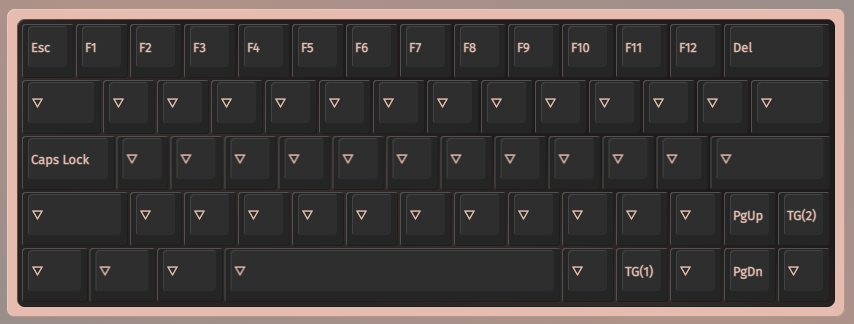 Esc F1 F2 F3 F4 F5 F6 F7 F8 F9 F10 F11 F12 Del
▽ ▽ ▽ ▽ ▽ ▽ ▽ ▽ ▽ ▽ ▽ ▽ ▽ ▽
Caps Lock ▽ ▽ ▽ ▽ ▽ ▽ ▽ ▽ ▽ ▽ ▽ ▽
▽ ▽ ▽ ▽ ▽ ▽ ▽ ▽ ▽ ▽ ▽ ▽ PgUp TG(2)
▽ ▽ ▽ ▽ ▽ TG(1) ▽ PgDn ▽